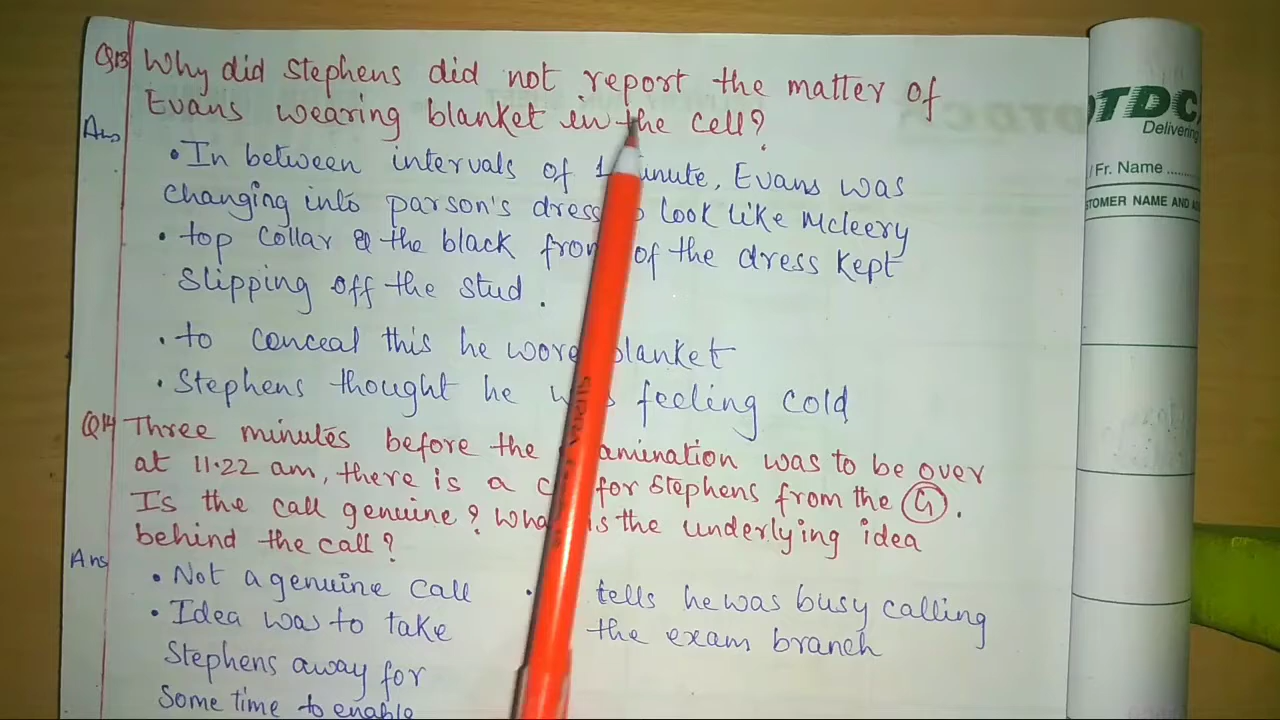 Q13 Why did Stephens did not report the matter of
Evans wearing blanket in the cell?
Ans
• In between intervals of 1 inute, Evans was
changing into parson's dress to look like Mcleery
• top collar & the black fron of the dress kept
slipping off the stud.
• to conceal this he wore blanket
• Stephens thought he was feeling cold
Q14 Three minutes before the amination was to be over
at 11.22 am, there is a c for Stephens from the G.
Is the call genuine? Wha is the underlying idea
behind the call?
Ans
• Not a genuine call
• Idea was to take
Stephens away for
Some time to enable
• tells he was busy calling
the exam branch
DTDC
Delivering
/ Fr. Name ........
STOMER NAME AND